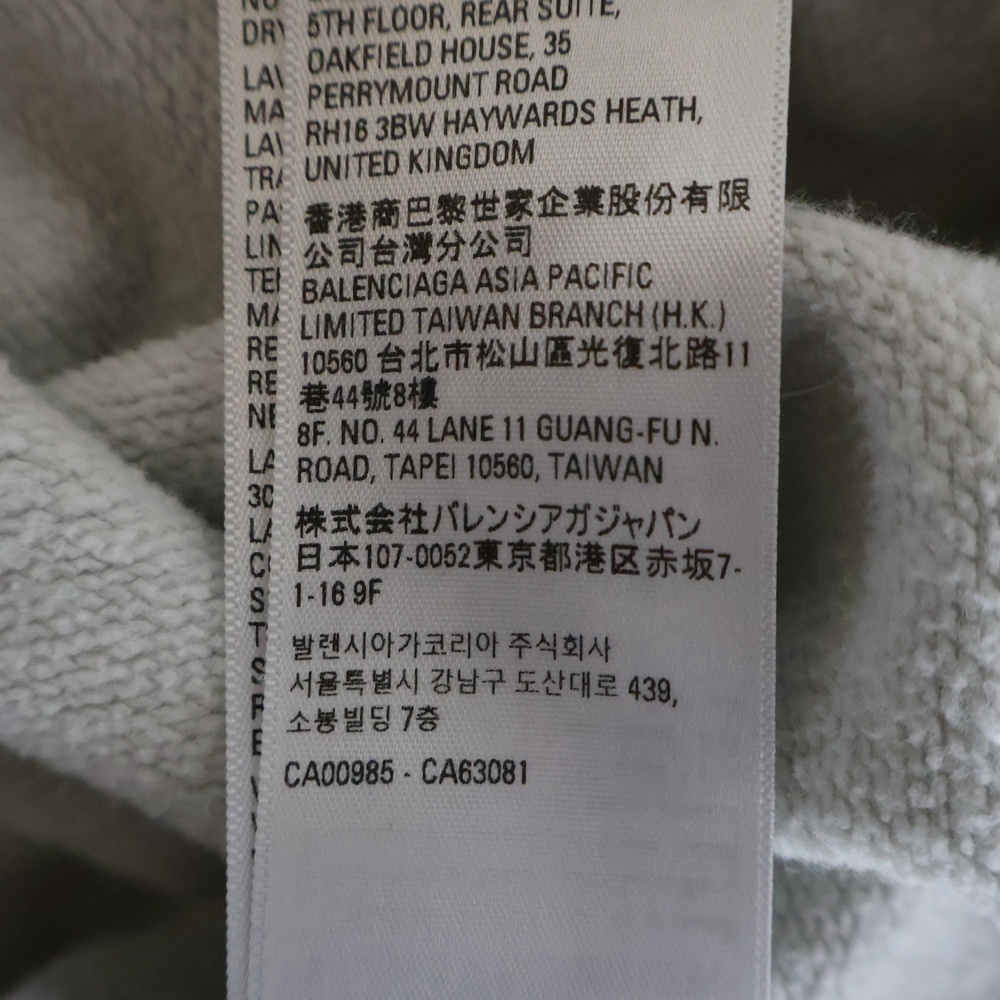 5TH FLOOR, REAR SUITE,
OAKFIELD HOUSE, 35
PERRYMOUNT ROAD
RH16 3BW HAYWARDS HEATH,
UNITED KINGDOM
香港商巴黎世家企業股份有限
公司台灣分公司
BALENCIAGA ASIA PACIFIC
LIMITED TAIWAN BRANCH (H.K.)
10560 台北市松山區光復北路11
巷44號8樓
8F. NO. 44 LANE 11 GUANG-FU N.
ROAD, TAPEI 10560, TAIWAN
株式会社バレンシアガジャパン
日本107-0052東京都港区赤坂7-
1-16 9F
발렌시아가코리아 주식회사
서울특별시 강남구 도산대로 439,
소봉빌딩 7층
CA00985 - CA63081